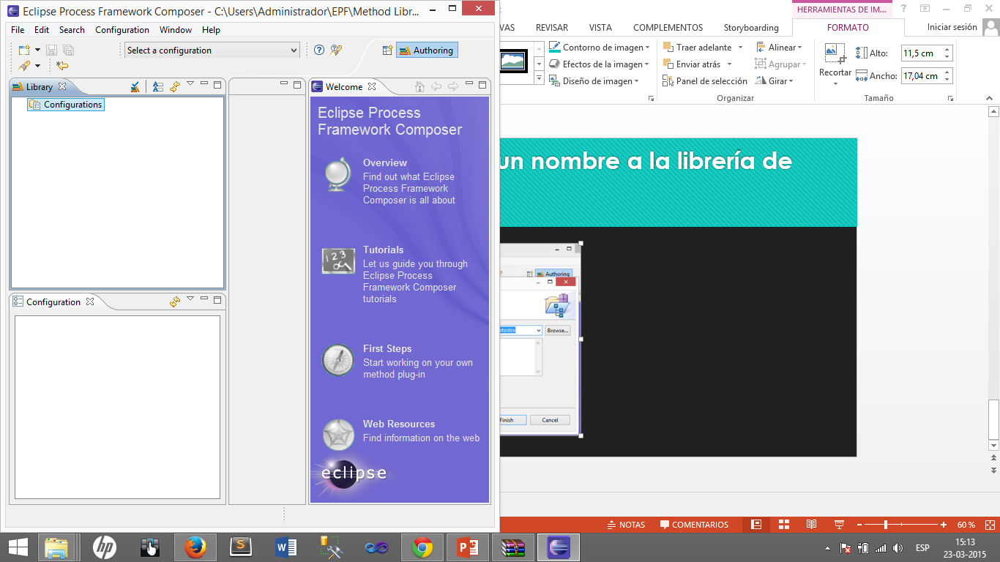 Eclipse Process Framework Composer - C:\Users\Administrador\EPF\Method Libr...
File Edit Search Configuration Window Help
Select a configuration
Authoring
Library
Configurations
Configuration
Welcome
Eclipse Process
Framework Composer
Overview
Find out what Eclipse
Process Framework
Composer is all about
Tutorials
Let us guide you through
Eclipse Process
Framework Composer
tutorials
First Steps
Start working on your own
method plug-in
Web Resources
Find information on the web
eclipse
HERRAMIENTAS DE IM...
VAS REVISAR VISTA COMPLEMENTOS Storyboarding FORMATO Iniciar sesión
Contorno de imagen
Efectos de la imagen
Diseño de imagen
Traer adelante
Enviar atrás
Panel de selección
Alinear
Agrupar
Girar
Organizar
Recortar
Alto: 11,5 cm
Ancho: 17,04 cm
Tamaño
un nombre a la librería de
Authoring
etodos
Browse...
Finish
Cancel
NOTAS COMENTARIOS 60 %
hp
S
W
P
ESP
15:13
23-03-2015